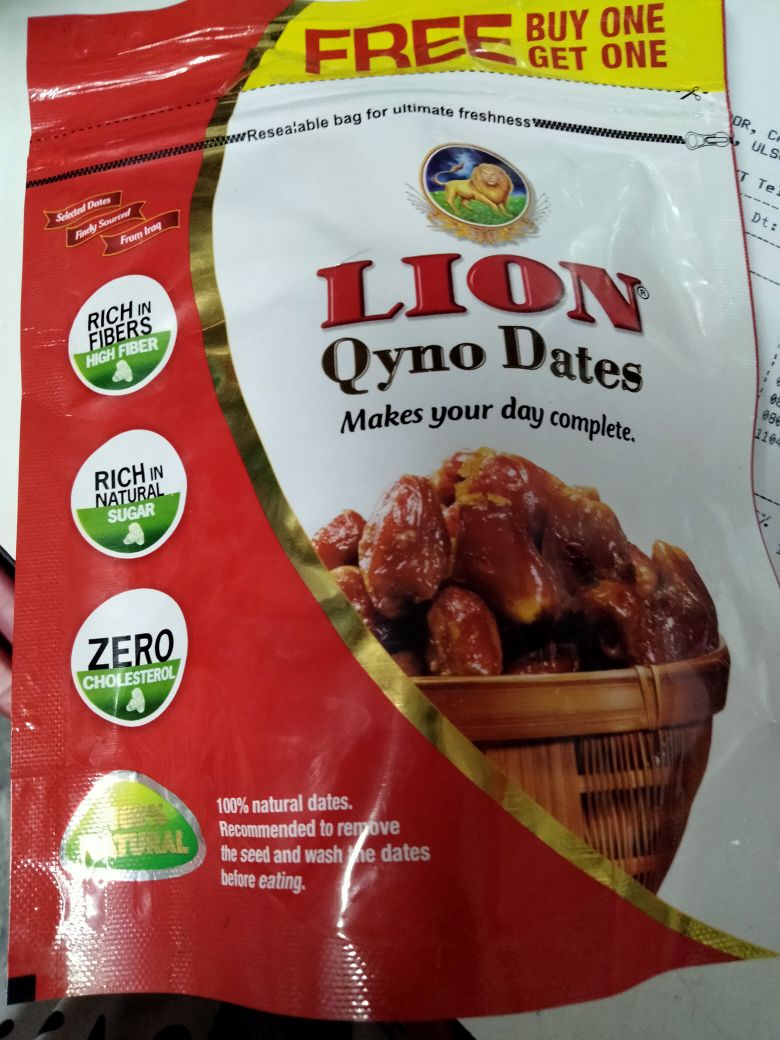 FREE BUY ONE
GET ONE
Resealable bag for ultimate freshness
Selected Dates
Finely Sourced
From Iraq
LION®
Qyno Dates
Makes your day complete.
RICH IN
FIBERS
HIGH FIBER
RICH IN
NATURAL
SUGAR
ZERO
CHOLESTEROL
100%
NATURAL
100% natural dates.
Recommended to remove
the seed and wash the dates
before eating.
Dt: